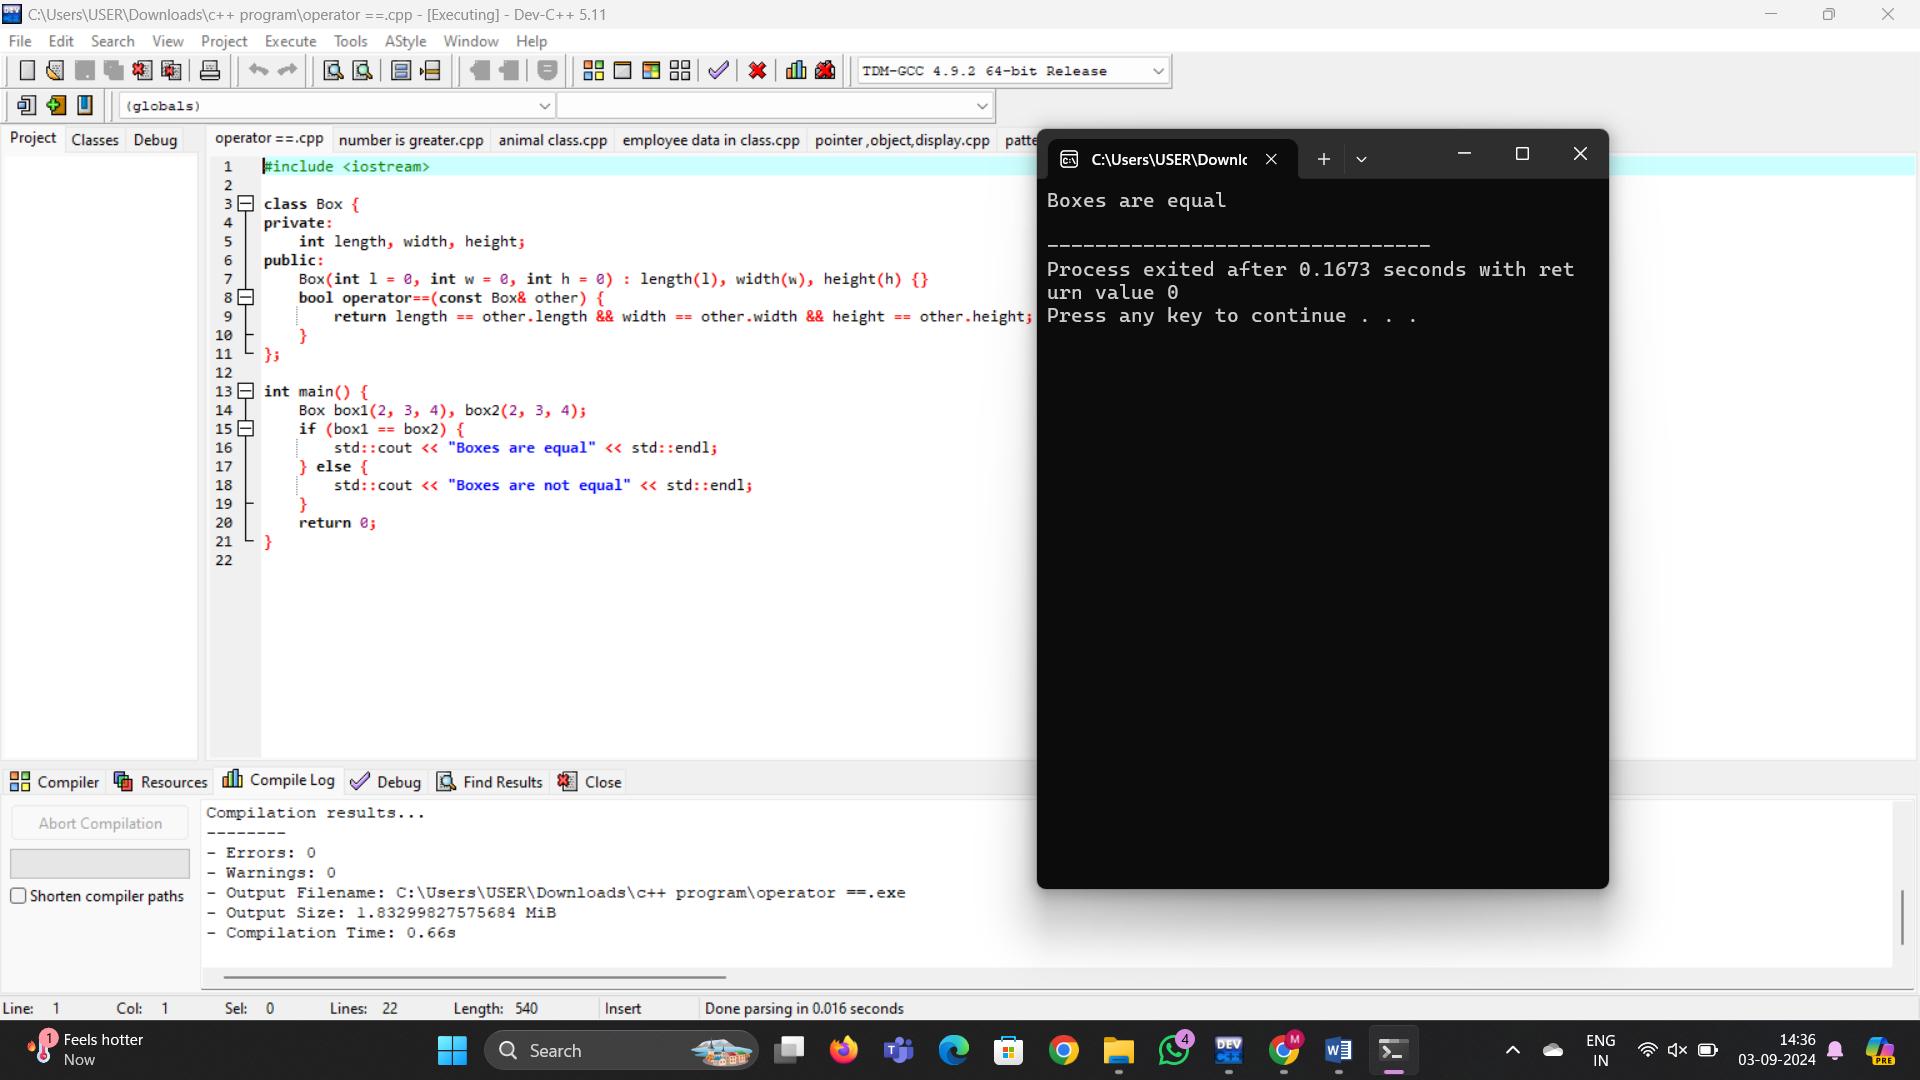 C:\Users\USER\Downloads\c++ program\operator ==.cpp - [Executing] - Dev-C++ 5.11
File Edit Search View Project Execute Tools AStyle Window Help
TDM-GCC 4.9.2 64-bit Release
(globals)
Project Classes Debug
operator ==.cpp number is greater.cpp animal class.cpp employee data in class.cpp pointer ,object,display.cpp patte
1 #include <iostream>
2
3 class Box {
4 private:
5 int length, width, height;
6 public:
7 Box(int l = 0, int w = 0, int h = 0) : length(l), width(w), height(h) {}
8 bool operator==(const Box& other) {
9 return length == other.length && width == other.width && height == other.height;
10 }
11 };
12
13 int main() {
14 Box box1(2, 3, 4), box2(2, 3, 4);
15 if (box1 == box2) {
16 std::cout << "Boxes are equal" << std::endl;
17 } else {
18 std::cout << "Boxes are not equal" << std::endl;
19 }
20 return 0;
21 }
22
C:\Users\USER\Downlc
Boxes are equal
--------------------------------
Process exited after 0.1673 seconds with ret
urn value 0
Press any key to continue . . .
Compiler Resources Compile Log Debug Find Results Close
Abort Compilation
Shorten compiler paths
Compilation results...
--------
- Errors: 0
- Warnings: 0
- Output Filename: C:\Users\USER\Downloads\c++ program\operator ==.exe
- Output Size: 1.83299827575684 MiB
- Compilation Time: 0.66s
Line: 1 Col: 1 Sel: 0 Lines: 22 Length: 540 Insert Done parsing in 0.016 seconds
1
Feels hotter
Now
Search
4
DEV
M
ENG
IN
14:36
03-09-2024
PRE